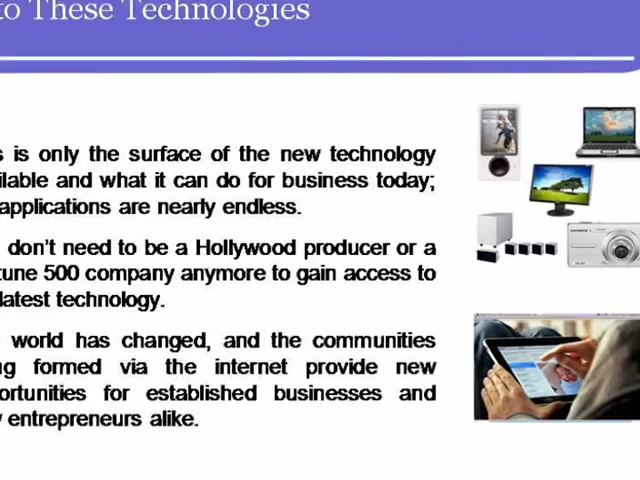 to These Technologies
s is only the surface of the new technology
ilable and what it can do for business today;
applications are nearly endless.
don't need to be a Hollywood producer or a
tune 500 company anymore to gain access to
latest technology.
world has changed, and the communities
ng formed via the internet provide new
ortunities for established businesses and
entrepreneurs alike.